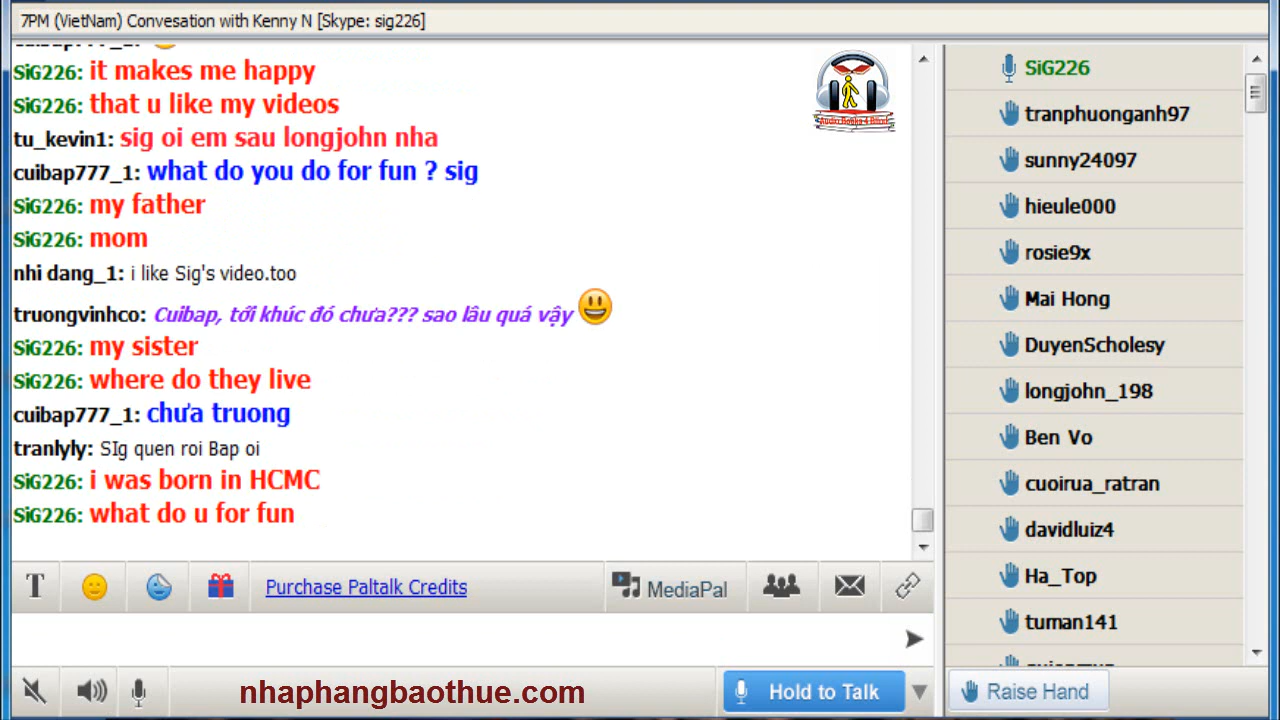 7PM (VietNam) Convesation with Kenny N [Skype: sig226]
SiG226: it makes me happy
SiG226: that u like my videos
tu_kevin1: sig oi em sau longjohn nha
cuibap777_1: what do you do for fun ? sig
SiG226: my father
SiG226: mom
nhi dang_1: i like Sig's video.too
truongvinhco: Cuibap, tới khúc đó chưa??? sao lâu quá vậy
SiG226: my sister
SiG226: where do they live
cuibap777_1: chưa truong
tranlyly: SIg quen roi Bap oi
SiG226: i was born in HCMC
SiG226: what do u for fun
SiG226
tranphuonganh97
sunny24097
hieule000
rosie9x
Mai Hong
DuyenScholesy
longjohn_198
Ben Vo
cuoirua_ratran
davidluiz4
Ha_Top
tuman141
T
Purchase Paltalk Credits
MediaPal
nhaphangbaothue.com
Hold to Talk
Raise Hand